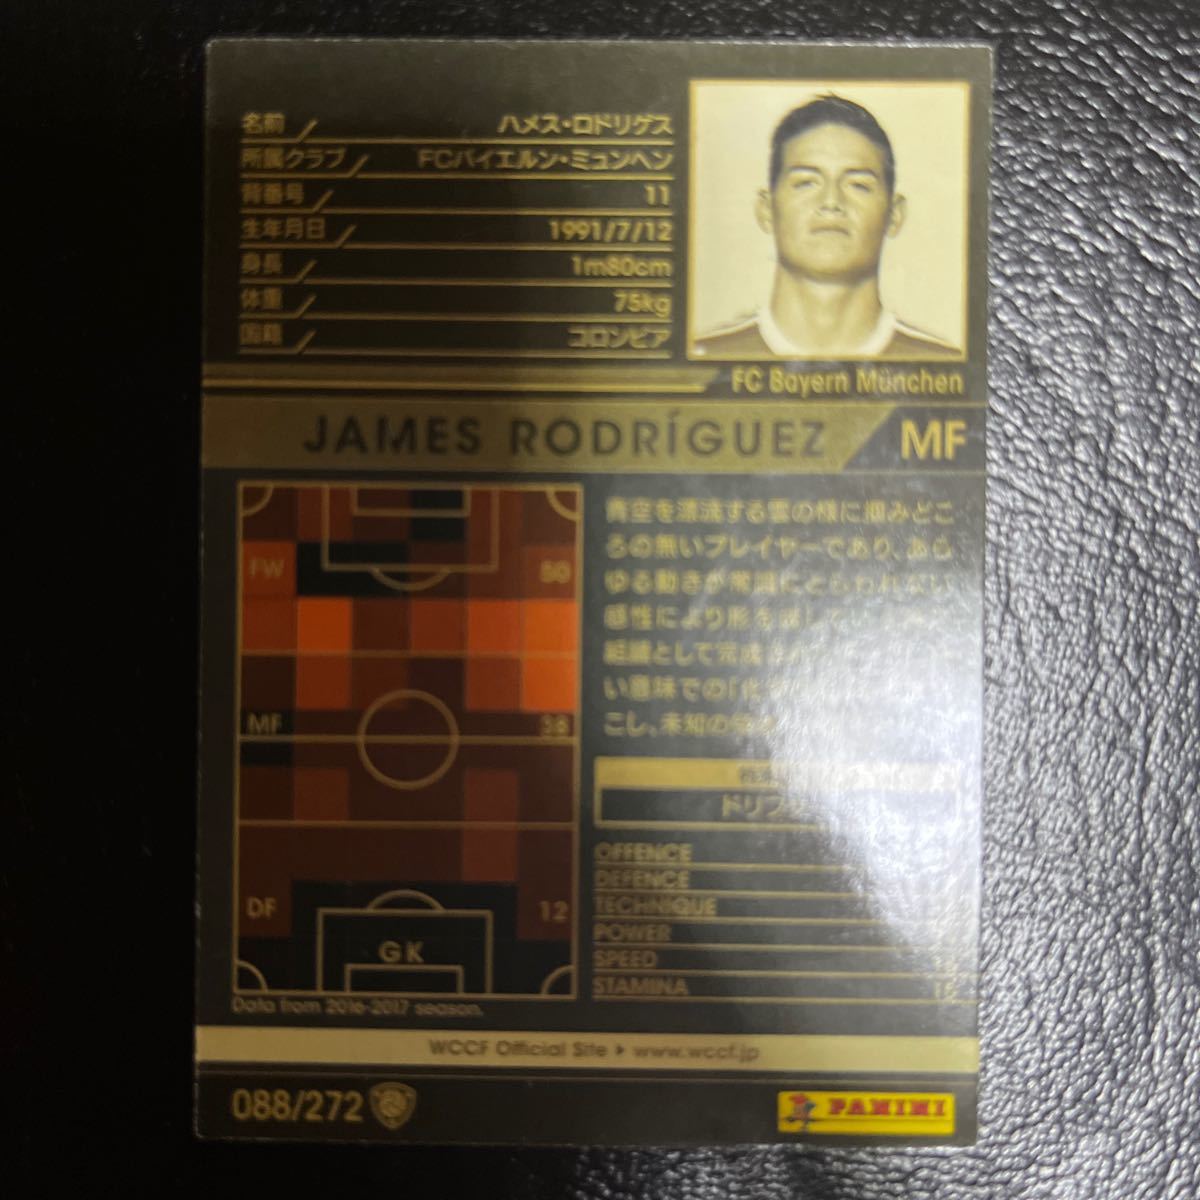 名前 ハメス・ロドリゲス
所属クラブ FCバイエルン・ミュンヘン
背番号 11
生年月日 1991/7/12
身長 1m80cm
体重 75kg
国籍 コロンビア
FC Bayern München
JAMES RODRÍGUEZ MF
青空を漂流する雲の様に掴みどこ
ろの無いプレイヤーであり、あら
ゆる動きが常識にとらわれない
感性により形を成してい
組織として完成
い意味での「化
こし、未知の
FW 50
MF 38
DF 12
GK
Data from 2016-2017 season.
ドリブ
OFFENCE
DEFENCE
TECHNIQUE
POWER
SPEED
STAMINA 15
WCCF Official Site www.wccf.jp
088/272
PANINI